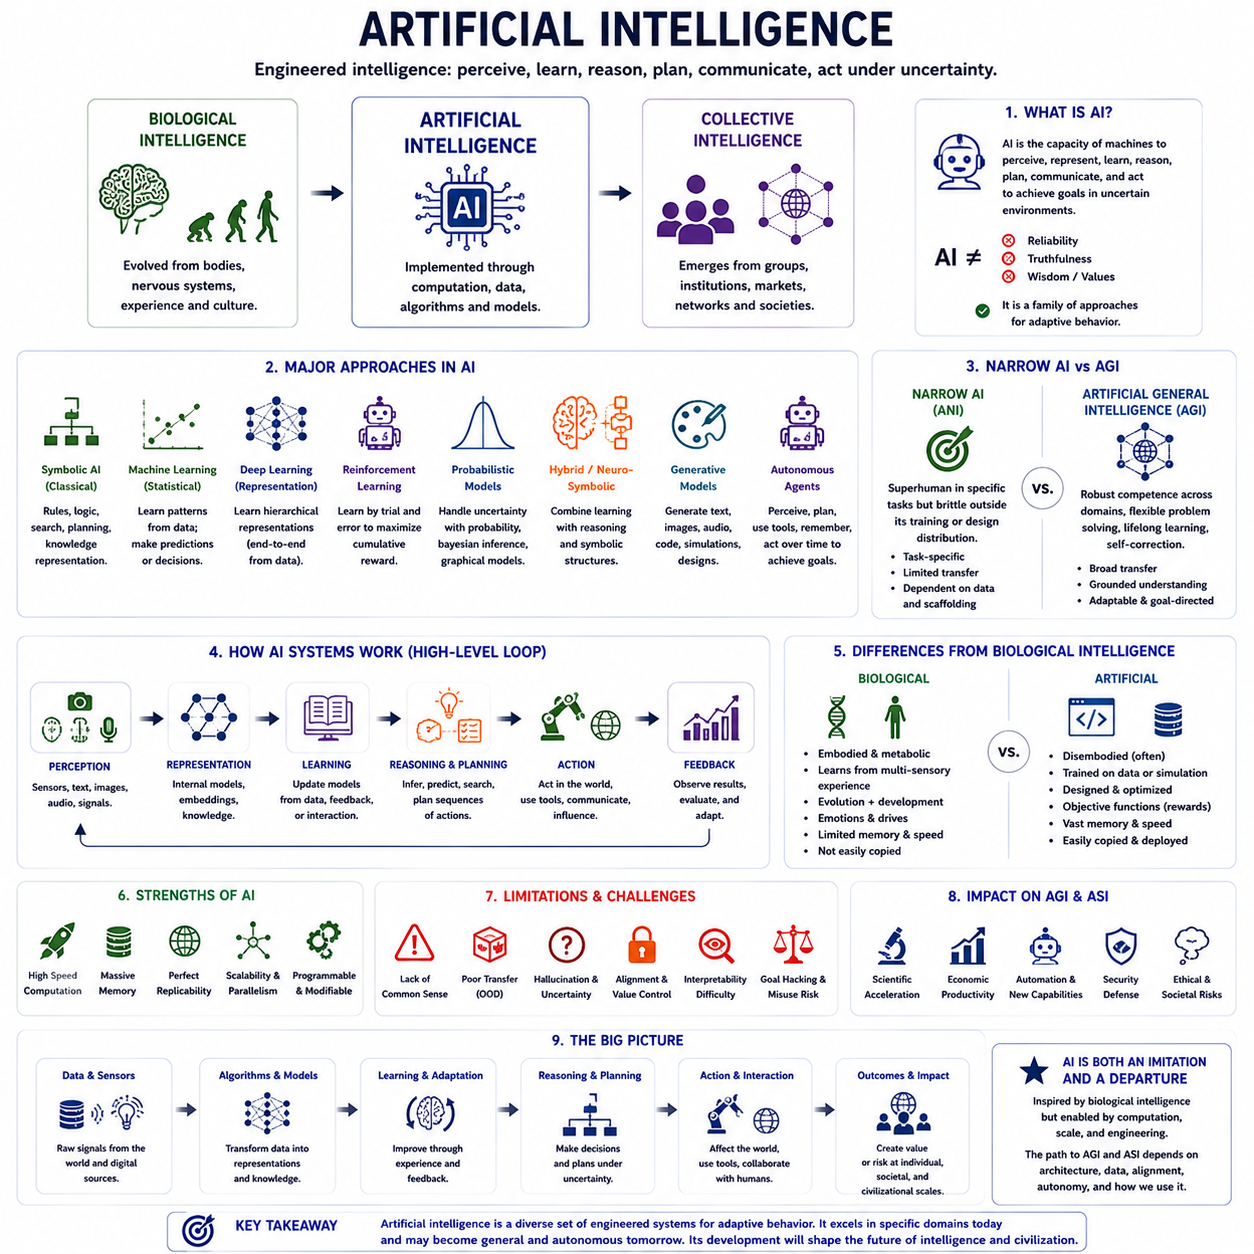 ARTIFICIAL INTELLIGENCE
Engineered intelligence: perceive, learn, reason, plan, communicate, act under uncertainty.
BIOLOGICAL
INTELLIGENCE
Evolved from bodies,
nervous systems,
experience and culture.
ARTIFICIAL
INTELLIGENCE
AI
Implemented through
computation, data,
algorithms and models.
COLLECTIVE
INTELLIGENCE
Emerges from groups,
institutions, markets,
networks and societies.
1. WHAT IS AI?
AI is the capacity of machines to
perceive, represent, learn, reason,
plan, communicate, and act
to achieve goals in uncertain
environments.
AI ≠
Reliability
Truthfulness
Wisdom / Values
It is a family of approaches
for adaptive behavior.
2. MAJOR APPROACHES IN AI
Symbolic AI
(Classical)
Rules, logic,
search, planning,
knowledge
representation.
Machine Learning
(Statistical)
Learn patterns
from data;
make predictions
or decisions.
Deep Learning
(Representation)
Learn hierarchical
representations
(end-to-end
from data).
Reinforcement
Learning
Learn by trial and
error to maximize
cumulative
reward.
Probabilistic
Models
Handle uncertainty
with probability,
bayesian inference,
graphical models.
Hybrid / Neuro-
Symbolic
Combine learning
with reasoning
and symbolic
structures.
Generative
Models
Generate text,
images, audio,
code, simulations,
designs.
Autonomous
Agents
Perceive, plan,
use tools, remember,
act over time to
achieve goals.
3. NARROW AI vs AGI
NARROW AI
(ANI)
Superhuman in specific
tasks but brittle outside
its training or design
distribution.
• Task-specific
• Limited transfer
• Dependent on data
and scaffolding
VS.
ARTIFICIAL GENERAL
INTELLIGENCE (AGI)
Robust competence across
domains, flexible problem
solving, lifelong learning,
self-correction.
• Broad transfer
• Grounded understanding
• Adaptable & goal-directed
4. HOW AI SYSTEMS WORK (HIGH-LEVEL LOOP)
PERCEPTION
Sensors, text, images,
audio, signals.
REPRESENTATION
Internal models,
embeddings,
knowledge.
LEARNING
Update models
from data, feedback,
or interaction.
REASONING & PLANNING
Infer, predict, search,
plan sequences
of actions.
ACTION
Act in the world,
use tools, communicate,
influence.
FEEDBACK
Observe results,
evaluate, and
adapt.
5. DIFFERENCES FROM BIOLOGICAL INTELLIGENCE
BIOLOGICAL
• Embodied & metabolic
• Learns from multi-sensory
experience
• Evolution + development
• Emotions & drives
• Limited memory & speed
• Not easily copied
VS.
ARTIFICIAL
</>
• Disembodied (often)
• Trained on data or simulation
• Designed & optimized
• Objective functions (rewards)
• Vast memory & speed
• Easily copied & deployed
6. STRENGTHS OF AI
High Speed
Computation
Massive
Memory
Perfect
Replicability
Scalability &
Parallelism
Programmable
& Modifiable
7. LIMITATIONS & CHALLENGES
Lack of
Common Sense
Poor Transfer
(OOD)
?
Hallucination &
Uncertainty
Alignment &
Value Control
Interpretability
Difficulty
Goal Hacking &
Misuse Risk
8. IMPACT ON AGI & ASI
Scientific
Acceleration
Economic
Productivity
Automation &
New Capabilities
Security
Defense
Ethical &
Societal Risks
9. THE BIG PICTURE
Data & Sensors
Raw signals from the
world and digital
sources.
Algorithms & Models
Transform data into
representations
and knowledge.
Learning & Adaptation
Improve through
experience and
feedback.
Reasoning & Planning
Make decisions
and plans under
uncertainty.
Action & Interaction
Affect the world,
use tools, collaborate
with humans.
Outcomes & Impact
Create value
or risk at individual,
societal, and
civilizational scales.
AI IS BOTH AN IMITATION
AND A DEPARTURE
Inspired by biological intelligence
but enabled by computation,
scale, and engineering.
The path to AGI and ASI depends on
architecture, data, alignment,
autonomy, and how we use it.
KEY TAKEAWAY
Artificial intelligence is a diverse set of engineered systems for adaptive behavior. It excels in specific domains today
and may become general and autonomous tomorrow. Its development will shape the future of intelligence and civilization.